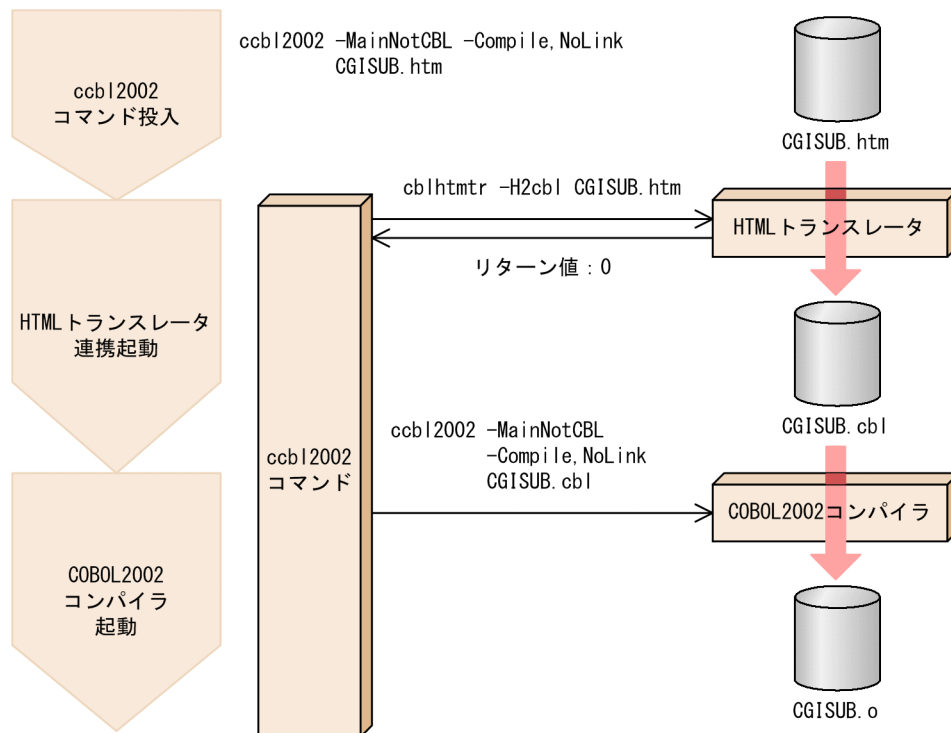 ccbl2002 -MainNotCBL -Compile,NoLink
CGISUB.htm
ccbl2002
コマンド投入
CGISUB.htm
cblhtmtr -H2cbl CGISUB.htm
HTMLトランスレータ
リターン値：0
HTMLトランスレータ
連携起動
CGISUB.cbl
ccbl2002 -MainNotCBL
-Compile,NoLink
CGISUB.cbl
ccbl2002
コマンド
COBOL2002コンパイラ
COBOL2002
コンパイラ
起動
CGISUB.o